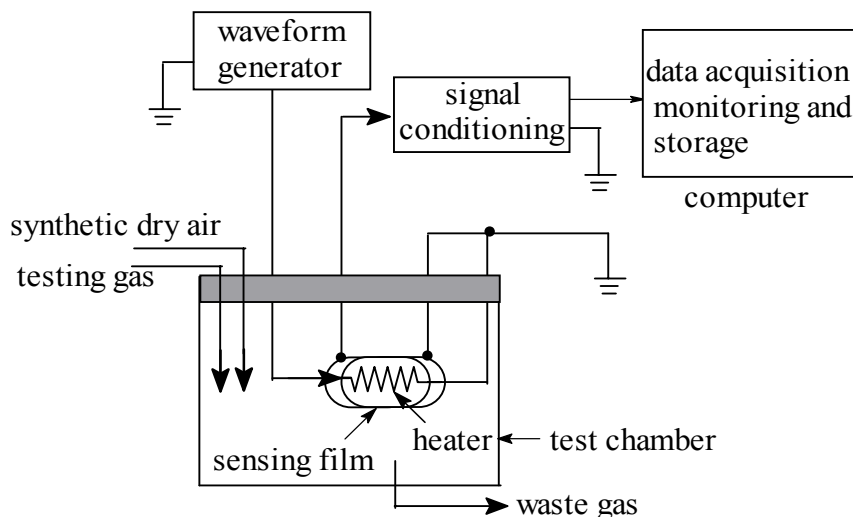 waveform
generator
signal
conditioning
data acquisition
monitoring and
storage
computer
synthetic dry air
testing gas
heater
test chamber
sensing film
waste gas